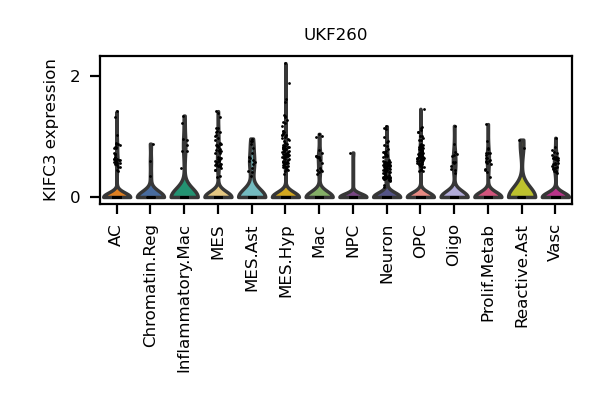 UKF260
KIFC3 expression
2
0
AC
Chromatin.Reg
Inflammatory.Mac
MES
MES.Ast
MES.Hyp
Mac
NPC
Neuron
OPC
Oligo
Prolif.Metab
Reactive.Ast
Vasc